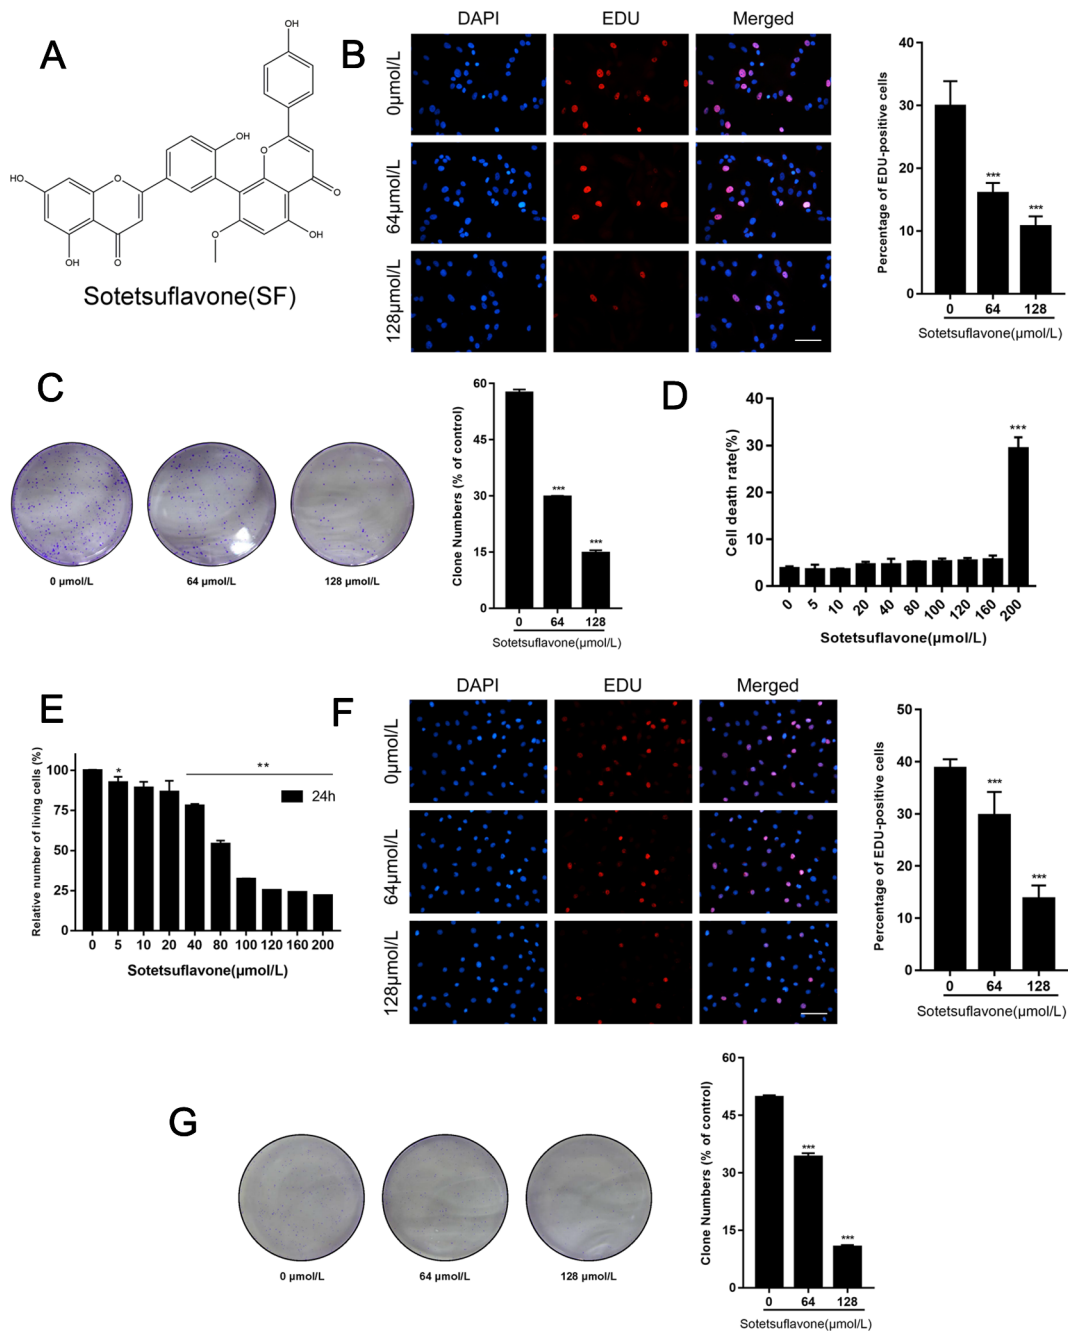 A
OH
OH
HO
O
O
O
O
O
OH
OH
Sotetsuflavone(SF)
B
DAPI EDU Merged
0μmol/L
64μmol/L
128μmol/L
Percentage of EDU-positive cells
40
30
20
10
0
***
***
0 64 128
Sotetsuflavone(μmol/L)
C
0 μmol/L 64 μmol/L 128 μmol/L
Clone Numbers (% of control)
60
45
30
15
0
***
***
0 64 128
Sotetsuflavone(μmol/L)
D
Cell death rate(%)
40
30
20
10
0
***
0 5 10 20 40 80 100 120 160 200
Sotetsuflavone(μmol/L)
E
Relative number of living cells (%)
100
75
50
25
0
*
**
24h
0 5 10 20 40 80 100 120 160 200
Sotetsuflavone(μmol/L)
F
DAPI EDU Merged
0μmol/L
64μmol/L
128μmol/L
Percentage of EDU-positive cells
50
40
30
20
10
0
***
***
0 64 128
Sotetsuflavone(μmol/L)
G
0 μmol/L 64 μmol/L 128 μmol/L
Clone Numbers (% of control)
60
45
30
15
0
***
***
0 64 128
Sotetsuflavone(μmol/L)